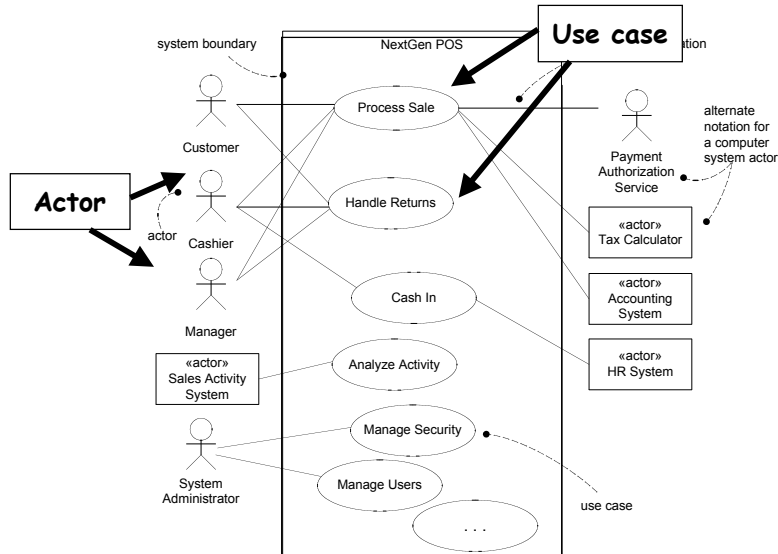 system boundary
NextGen POS
Use case
Process Sale
Customer
alternate
notation for
a computer
system actor
Payment
Authorization
Service
Actor
Handle Returns
actor
Cashier
«actor»
Tax Calculator
Cash In
«actor»
Accounting
System
Manager
«actor»
Sales Activity
System
Analyze Activity
«actor»
HR System
Manage Security
System
Administrator
Manage Users
use case
. . .